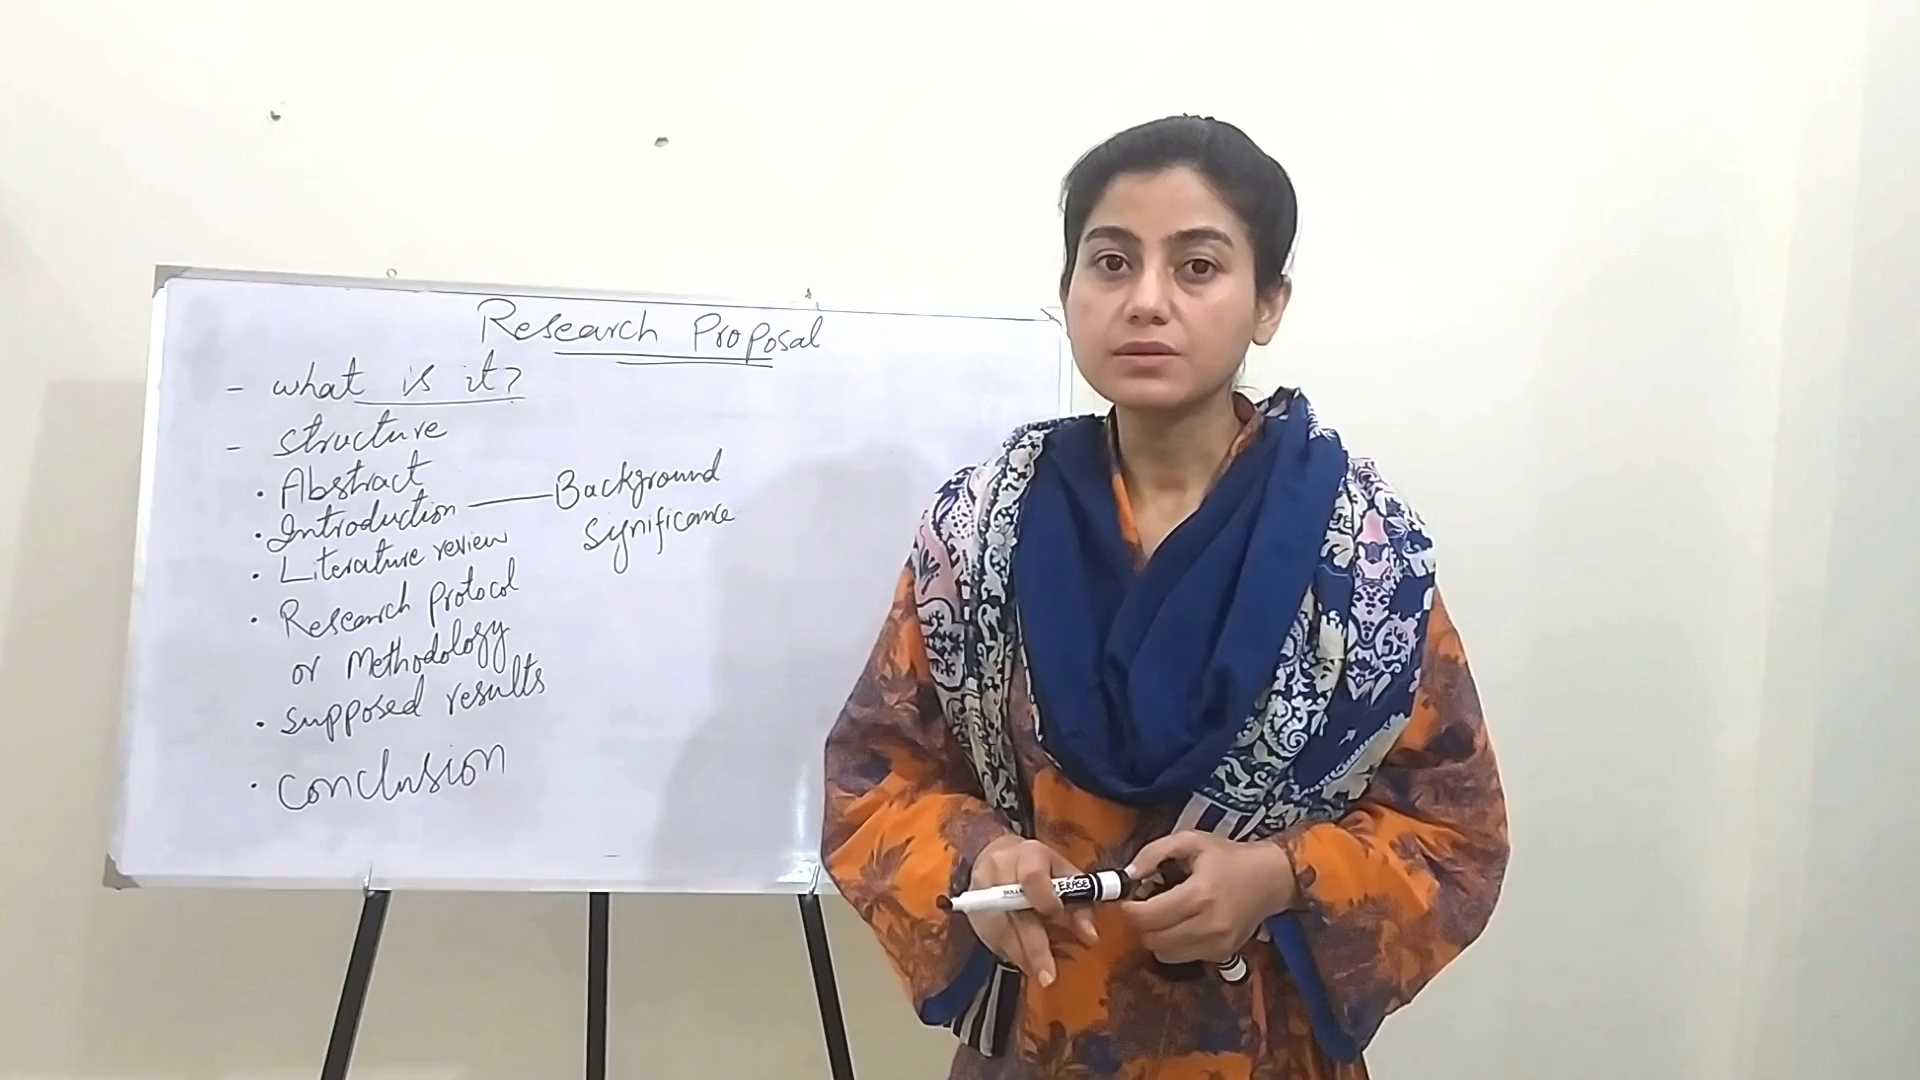 Research Proposal
- what is it?
- structure
• Abstract
• Introduction — Background
significance
• Literature review
• Research protocol
or Methodology
• supposed results
• conclusion
ERASE